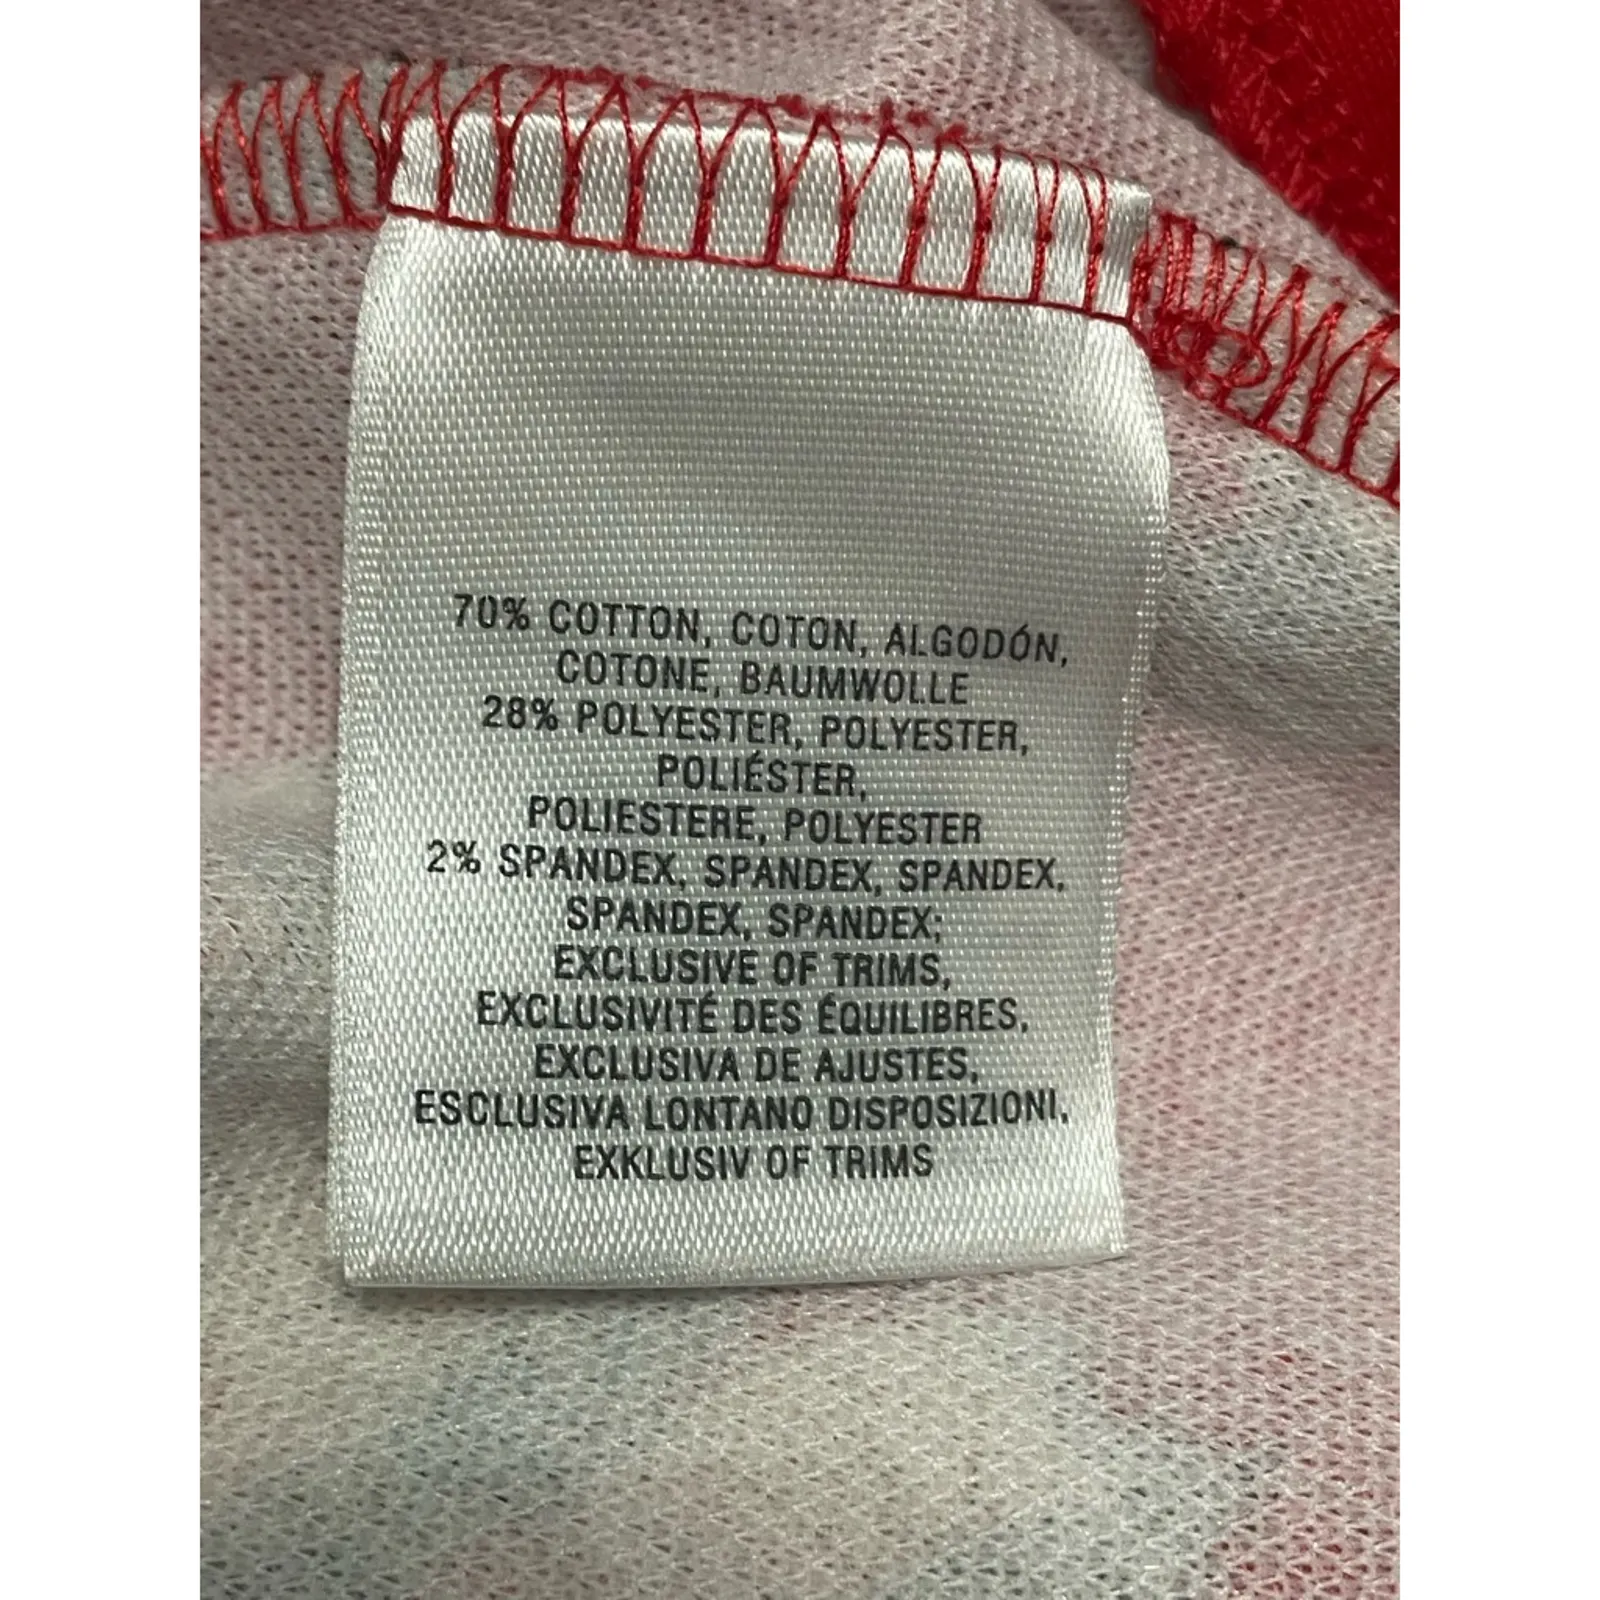 70% COTTON, COTON, ALGODÓN,
COTONE, BAUMWOLLE
28% POLYESTER, POLYESTER,
POLIÉSTER,
POLIESTERE, POLYESTER
2% SPANDEX, SPANDEX, SPANDEX,
SPANDEX, SPANDEX;
EXCLUSIVE OF TRIMS,
EXCLUSIVITÉ DES ÉQUILIBRES,
EXCLUSIVA DE AJUSTES,
ESCLUSIVA LONTANO DISPOSIZIONI,
EXKLUSIV OF TRIMS